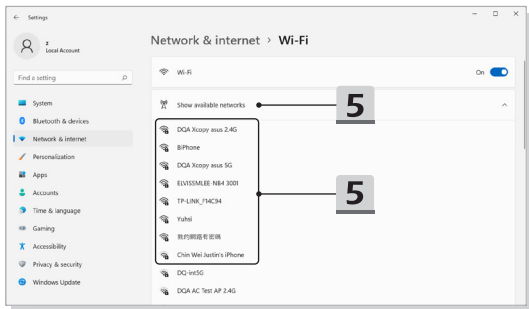 Settings
z
Local Account
Find a setting
System
Bluetooth & devices
Network & internet
Personalization
Apps
Accounts
Time & language
Gaming
Accessibility
Privacy & security
Windows Update
Network & internet > Wi-Fi
Wi-Fi
On
Show available networks
5
DQA Xcopy asus 2.4G
BiPhone
DQA Xcopy asus 5G
ELVISSMLEE-NB4 3001
TP-LINK_F14C94
5
Yuhsi
我的網路有密碼
Chin Wei Justin's iPhone
DQ-int5G
DQA AC Test AP 2.4G